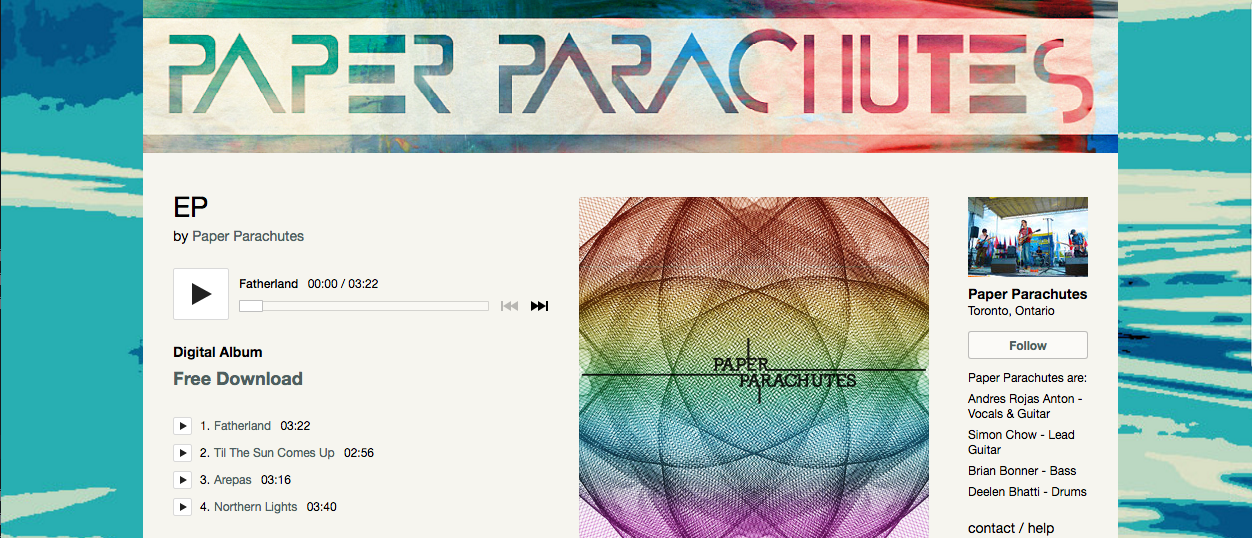 PAPER PARACHUTES
EP
by Paper Parachutes
Fatherland 00:00 / 03:22
Digital Album
Free Download
1. Fatherland 03:22
2. Til The Sun Comes Up 02:56
3. Arepas 03:16
4. Northern Lights 03:40
PAPER
PARACHUTES
Paper Parachutes
Toronto, Ontario
Follow
Paper Parachutes are:
Andres Rojas Anton -
Vocals & Guitar
Simon Chow - Lead
Guitar
Brian Bonner - Bass
Deelen Bhatti - Drums
contact / help